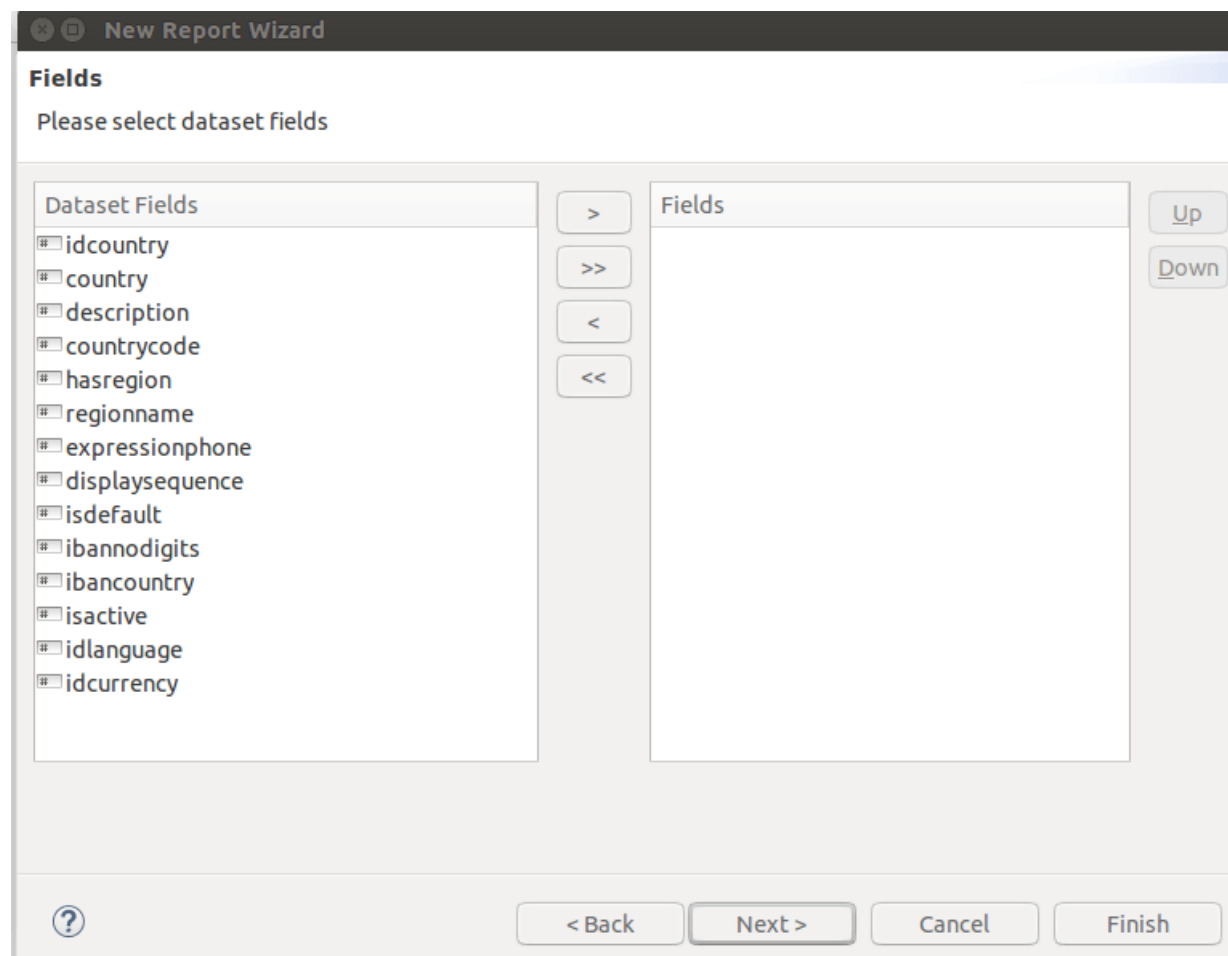 New Report Wizard
Fields
Please select dataset fields
Dataset Fields
idcountry
country
description
countrycode
hasregion
regionname
expressionphone
displaysequence
isdefault
ibannodigits
ibancountry
isactive
idlanguage
idcurrency
>
>>
<
<<
Fields
Up
Down
?
< Back
Next >
Cancel
Finish